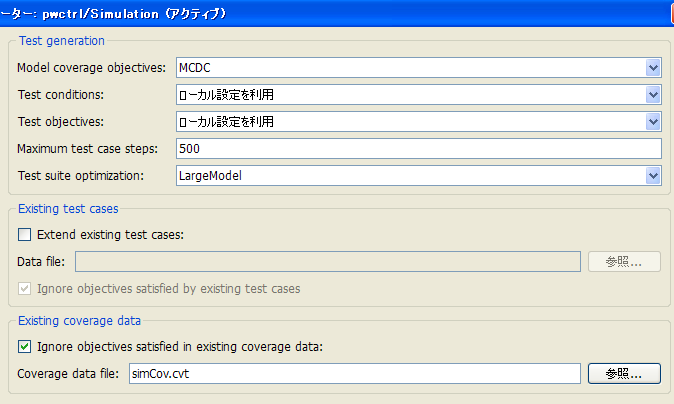 ーター: pwctrl/Simulation (アクティブ)
Test generation
Model coverage objectives: MCDC
Test conditions: ローカル設定を利用
Test objectives: ローカル設定を利用
Maximum test case steps: 500
Test suite optimization: LargeModel
Existing test cases
Extend existing test cases:
Data file: 参照...
Ignore objectives satisfied by existing test cases
Existing coverage data
Ignore objectives satisfied in existing coverage data:
Coverage data file: simCov.cvt 参照...